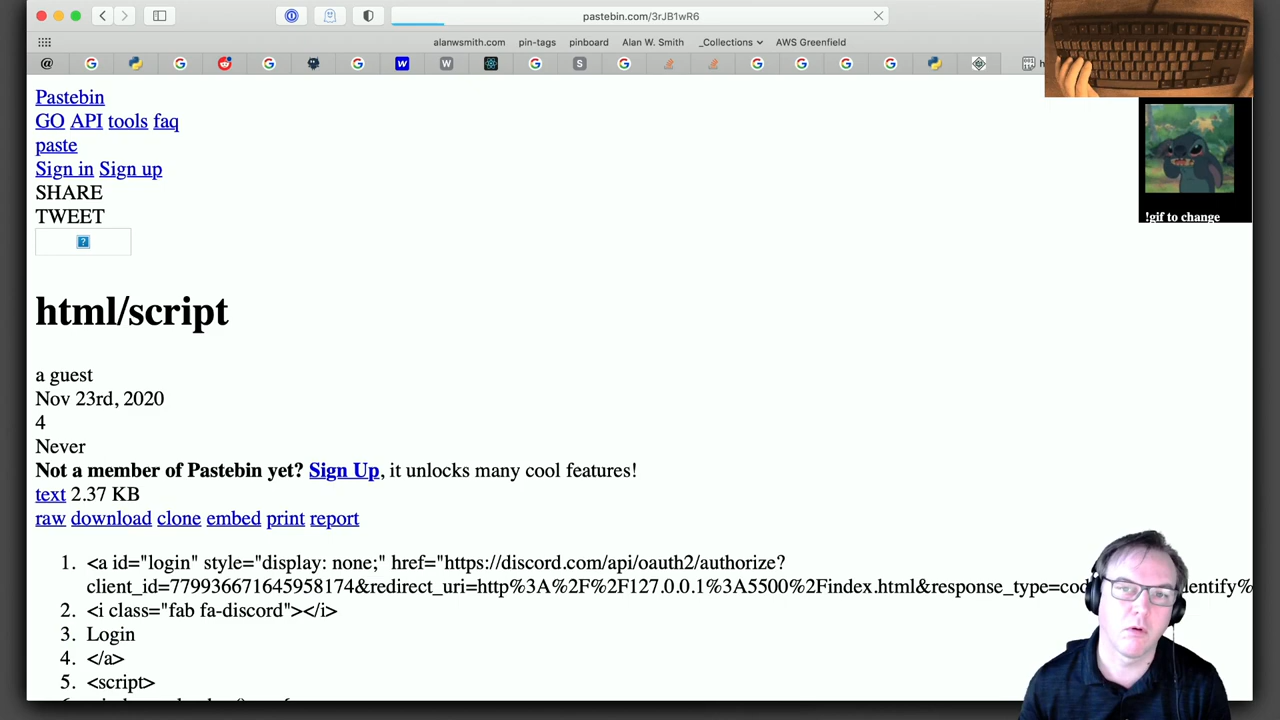 pastebin.com/3rJB1wR6
alanwsmith.com pin-tags pinboard Alan W. Smith _Collections AWS Greenfield
Pastebin
GO API tools faq
paste
Sign in Sign up
SHARE
TWEET
!gif to change
html/script
a guest
Nov 23rd, 2020
4
Never
Not a member of Pastebin yet? Sign Up, it unlocks many cool features!
text 2.37 KB
raw download clone embed print report
1. <a id="login" style="display: none;" href="https://discord.com/api/oauth2/authorize?
client_id=779936671645958174&redirect_uri=http%3A%2F%2F127.0.0.1%3A5500%2Findex.html&response_type=cod entify%
2. <i class="fab fa-discord"></i>
3. Login
4. </a>
5. <script>